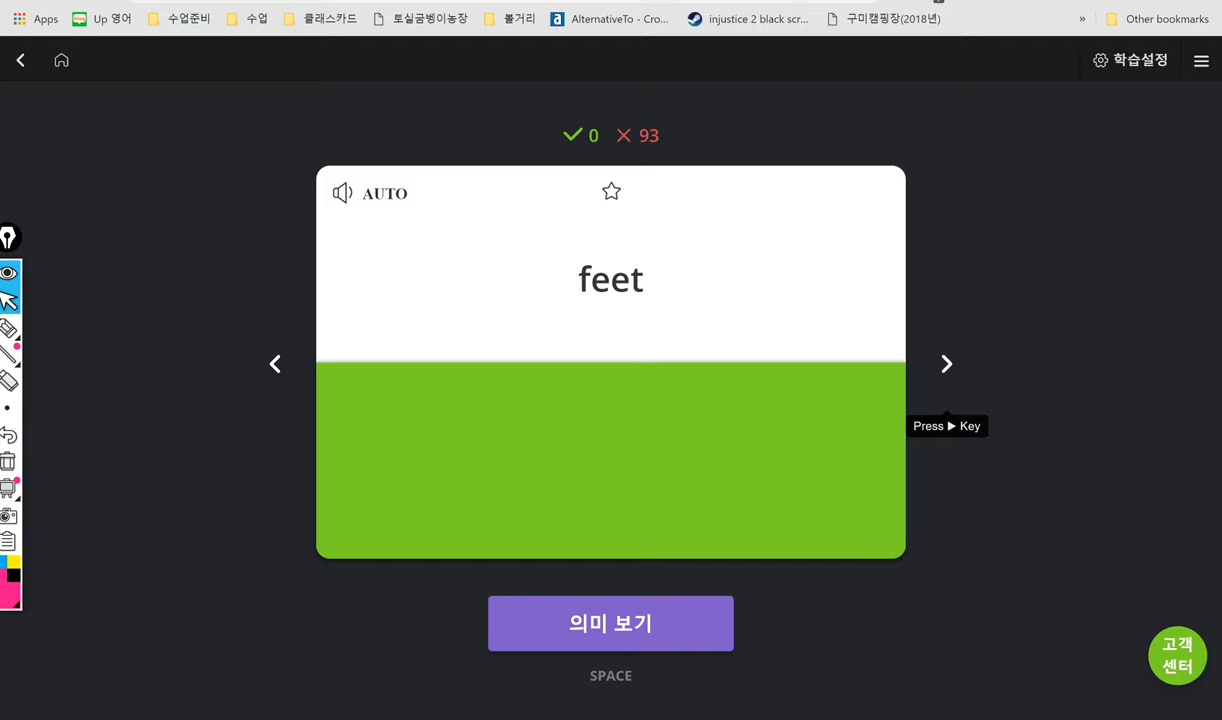 Apps Up 영어 수업준비 수업 클래스카드 토실굼벵이농장 볼거리 a AlternativeTo - Cro... injustice 2 black scr... 구미캠핑장(2018년) » Other bookmarks
학습설정
0 93
AUTO
feet
Press ▶ Key
의미 보기
SPACE
고객
센터